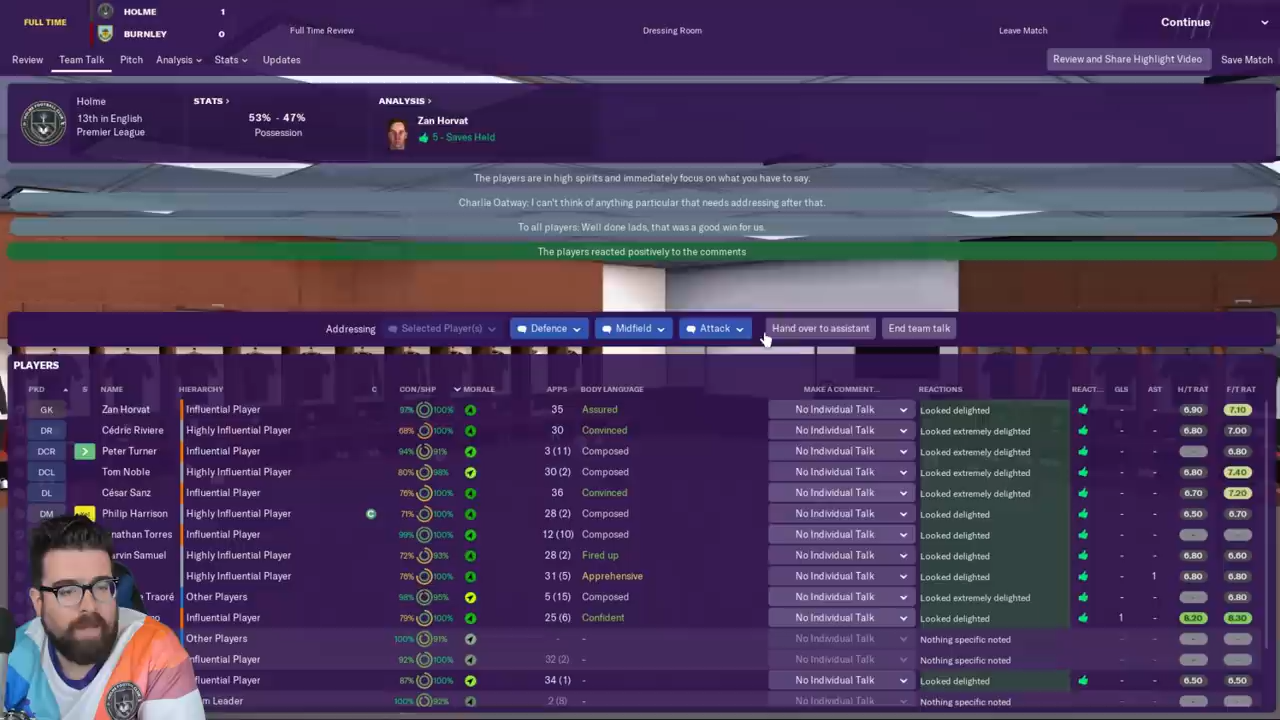 FULL TIME
HOLME 1
BURNLEY 0
Full Time Review
Dressing Room
Leave Match
Continue
Review
Team Talk
Pitch
Analysis
Stats
Updates
Review and Share Highlight Video
Save Match
Holme
13th in English
Premier League
STATS
53% - 47%
Possession
ANALYSIS
Zan Horvat
5 - Saves Held
The players are in high spirits and immediately focus on what you have to say.
Charlie Oatway: I can't think of anything particular that needs addressing after that.
To all players: Well done lads, that was a good win for us.
The players reacted positively to the comments
Addressing Selected Player(s) Defence Midfield Attack Hand over to assistant End team talk
PLAYERS
PKD S NAME HIERARCHY C CON/SHP MORALE APPS BODY LANGUAGE MAKE A COMMENT... REACTIONS REACT... GLS AST H/T RAT F/T RAT
GK Zan Horvat Influential Player 97% 100% 35 Assured No Individual Talk Looked delighted - - 6.90 7.10
DR Cédric Riviere Highly Influential Player 68% 100% 30 Convinced No Individual Talk Looked extremely delighted - - 6.80 7.00
DCR Peter Turner Influential Player 94% 91% 3 (11) Composed No Individual Talk Looked extremely delighted - - - 6.80
DCL Tom Noble Highly Influential Player 80% 98% 30 (2) Composed No Individual Talk Looked extremely delighted - - 6.80 7.40
DL César Sanz Influential Player 76% 100% 36 Convinced No Individual Talk Looked extremely delighted - - 6.70 7.20
DM Philip Harrison Highly Influential Player C 71% 100% 28 (2) Composed No Individual Talk Looked delighted - - 6.50 6.70
nathan Torres Influential Player 99% 100% 12 (10) Composed No Individual Talk Looked delighted - - - -
arvin Samuel Highly Influential Player 72% 93% 28 (2) Fired up No Individual Talk Looked delighted - - 6.80 6.60
Highly Influential Player 76% 100% 31 (5) Apprehensive No Individual Talk Looked delighted - 1 6.80 6.80
Traoré Other Players 98% 95% 5 (15) Composed No Individual Talk Looked extremely delighted - - - 6.80
Influential Player 79% 100% 25 (6) Confident No Individual Talk Looked delighted 1 - 8.20 8.30
Other Players 100% 91% - - No Individual Talk Nothing specific noted - - - -
nfluential Player 92% 100% 32 (2) - No Individual Talk Nothing specific noted - - - -
nfluential Player 87% 100% 34 (1) - No Individual Talk Looked delighted - - 6.50 6.50
m Leader 100% 92% 2 (8) - No Individual Talk Nothing specific noted - - - -